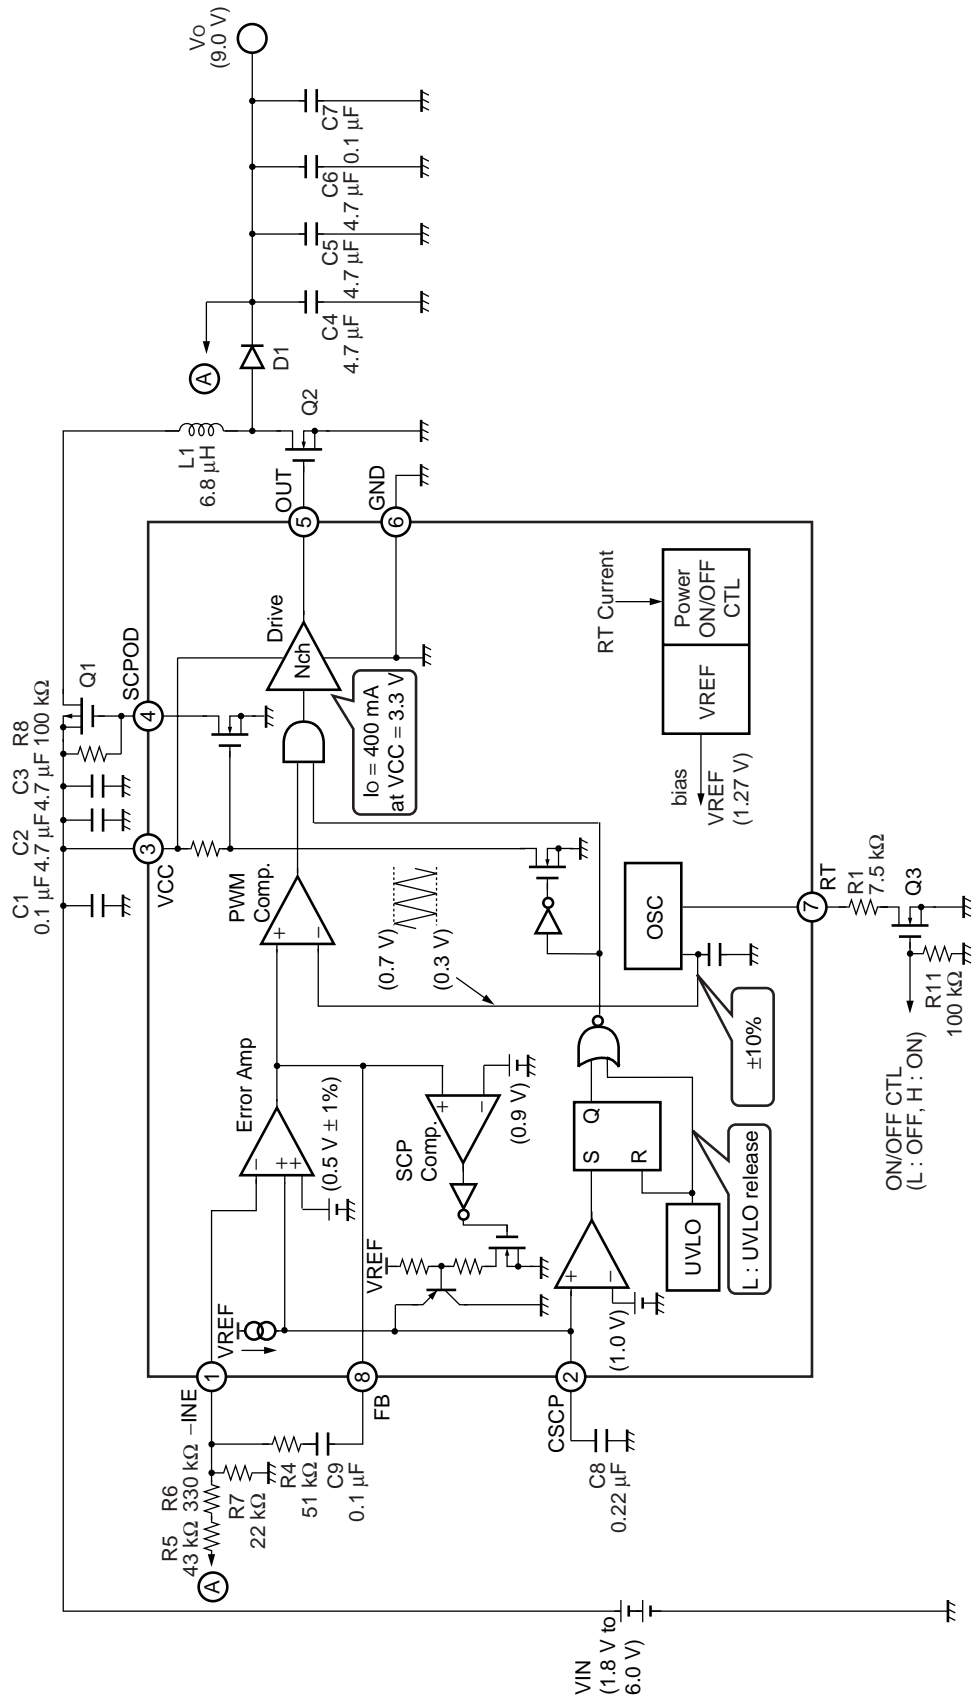 VIN
(1.8 V to
6.0 V)
A
R5
43 kΩ
R6
330 kΩ
R7
22 kΩ
R4
51 kΩ
C9
0.1 µF
C8
0.22 µF
−INE
1
FB
8
CSCP
2
VREF
−
+
+
Error Amp
(0.5 V ± 1%)
VREF
SCP
Comp.
+
−
(0.9 V)
+
−
(1.0 V)
S
R
Q
UVLO
L : UVLO release
PWM
Comp.
+
−
(0.7 V)
(0.3 V)
OSC
±10%
Drive
Nch
IO = 400 mA
at VCC = 3.3 V
RT Current
VREF
Power
ON/OFF
CTL
bias
VREF
(1.27 V)
C1
0.1 µF
C2
4.7 µF
C3
4.7 µF
R8
100 kΩ
Q1
3
VCC
4
SCPOD
5
OUT
6
GND
7
RT
R1
7.5 kΩ
Q3
R11
100 kΩ
ON/OFF CTL
(L : OFF, H : ON)
L1
6.8 µH
Q2
D1
A
C4
4.7 µF
C5
4.7 µF
C6
4.7 µF
C7
0.1 µF
VO
(9.0 V)